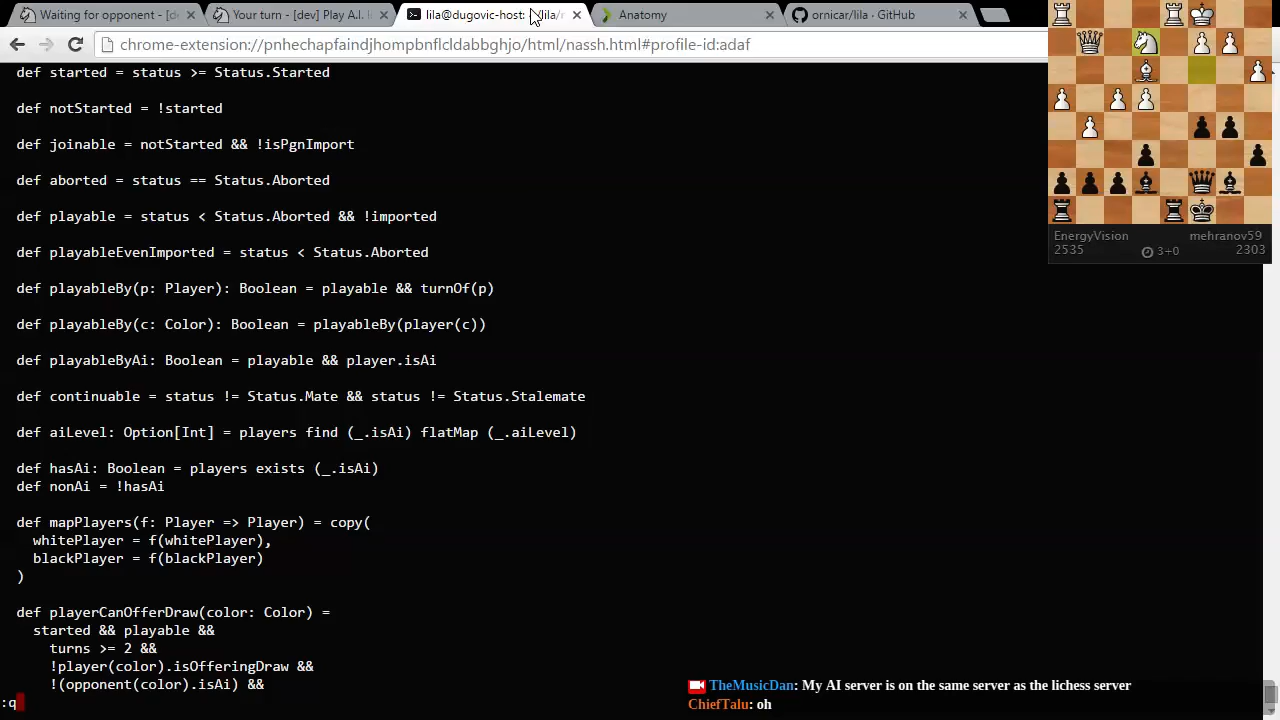 Waiting for opponent - [de
Your turn - [dev] Play A.I.
lila@dugovic-host:
Anatomy
ornicar/lila · GitHub
chrome-extension://pnhechapfaindjhompbnflcldabbghjo/html/nassh.html#profile-id:adaf
def started = status >= Status.Started
def notStarted = !started
def joinable = notStarted && !isPgnImport
def aborted = status == Status.Aborted
def playable = status < Status.Aborted && !imported
def playableEvenImported = status < Status.Aborted
def playableBy(p: Player): Boolean = playable && turnOf(p)
def playableBy(c: Color): Boolean = playableBy(player(c))
def playableByAi: Boolean = playable && player.isAi
def continuable = status != Status.Mate && status != Status.Stalemate
def aiLevel: Option[Int] = players find (_.isAi) flatMap (_.aiLevel)
def hasAi: Boolean = players exists (_.isAi)
def nonAi = !hasAi
def mapPlayers(f: Player => Player) = copy(
whitePlayer = f(whitePlayer),
blackPlayer = f(blackPlayer)
)
def playerCanOfferDraw(color: Color) =
started && playable &&
turns >= 2 &&
!player(color).isOfferingDraw &&
!(opponent(color).isAi) &&
:q
EnergyVision mehranov59
2535 3+0 2303
TheMusicDan: My AI server is on the same server as the lichess server
ChiefTalu: oh